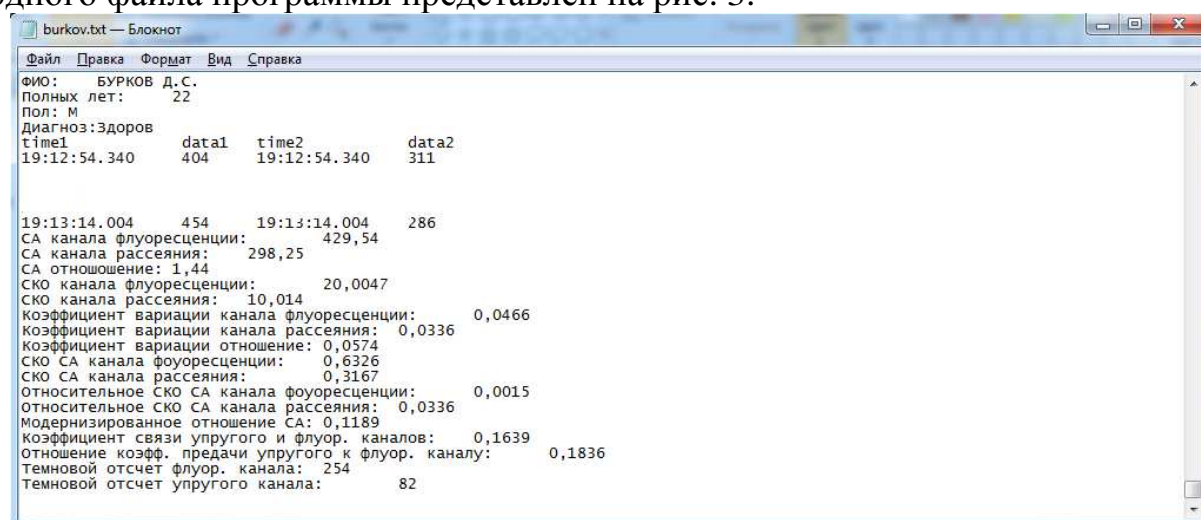 одного файла программы представлен на рис. 3.
burkov.txt — Блокнот
Файл Правка Формат Вид Справка
ФИО: БУРКОВ Д.С.
Полных лет: 22
Пол: М
Диагноз:Здоров
time1 data1 time2 data2
19:12:54.340 404 19:12:54.340 311
19:13:14.004 454 19:13:14.004 286
СА канала флуоресценции: 429,54
СА канала рассеяния: 298,25
СА отношошение: 1,44
СКО канала флуоресценции: 20,0047
СКО канала рассеяния: 10,014
Коэффициент вариации канала флуоресценции: 0,0466
Коэффициент вариации канала рассеяния: 0,0336
Коэффициент вариации отношение: 0,0574
СКО СА канала фоуоресценции: 0,6326
СКО СА канала рассеяния: 0,3167
Относительное СКО СА канала фоуоресценции: 0,0015
Относительное СКО СА канала рассеяния: 0,0336
Модернизированное отношение СА: 0,1189
Коэффициент связи упругого и флуор. каналов: 0,1639
Отношение коэфф. предачи упругого к флуор. каналу: 0,1836
Темновой отсчет флуор. канала: 254
Темновой отсчет упругого канала: 82